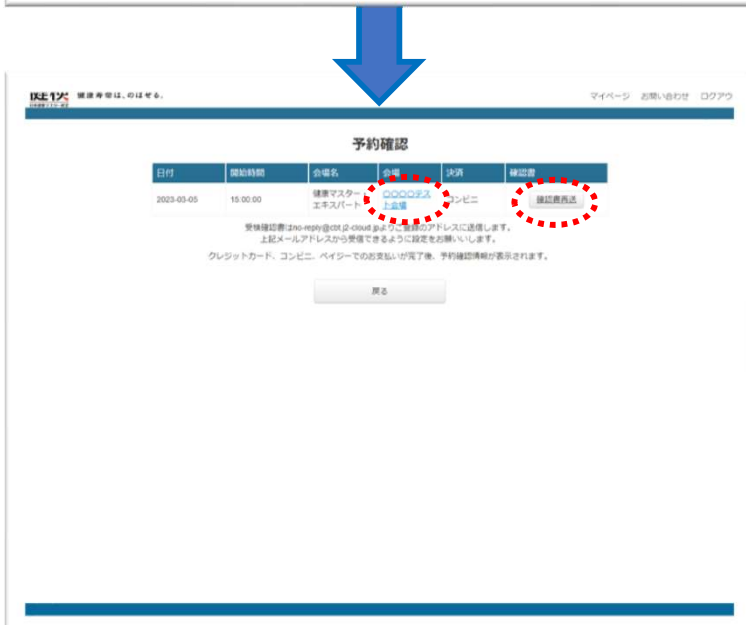 健康寿命は、のばせる。
マイページ お問い合わせ ログアウ
予約確認
日付 開始時間 会場名 会場 決済 確認書
2023-03-05 15:00:00 健康マスター エキスパート 〇〇〇〇テスト会場 コンビニ 確認書再送
受検確認書はno-reply@cbt.j2-cloud.jpよりご登録のアドレスに送信します。
上記メールアドレスから受信できるように設定をお願いいします。
クレジットカード、コンビニ、ペイジーでのお支払いが完了後、予約確認情報が表示されます。
戻る